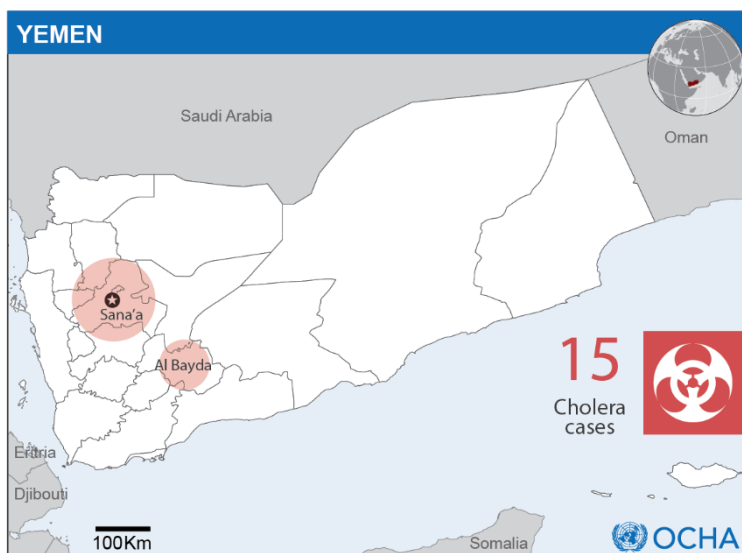 YEMEN
Saudi Arabia
Oman
Sana'a
Al Bayda
15
Cholera
cases
Eritria
Djibouti
100Km
Somalia
OCHA